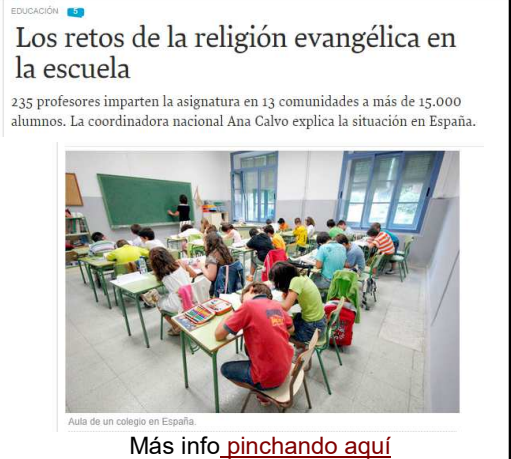 EDUCACIÓN 5
Los retos de la religión evangélica en
la escuela
235 profesores imparten la asignatura en 13 comunidades a más de 15.000
alumnos. La coordinadora nacional Ana Calvo explica la situación en España.
Aula de un colegio en España.
Más info pinchando aquí